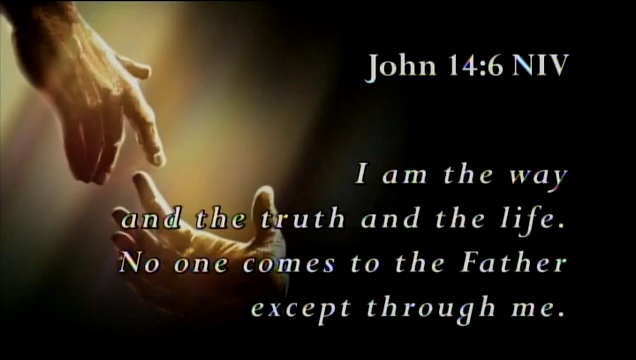 John 14:6 NIV
I am the way
and the truth and the life.
No one comes to the Father
except through me.